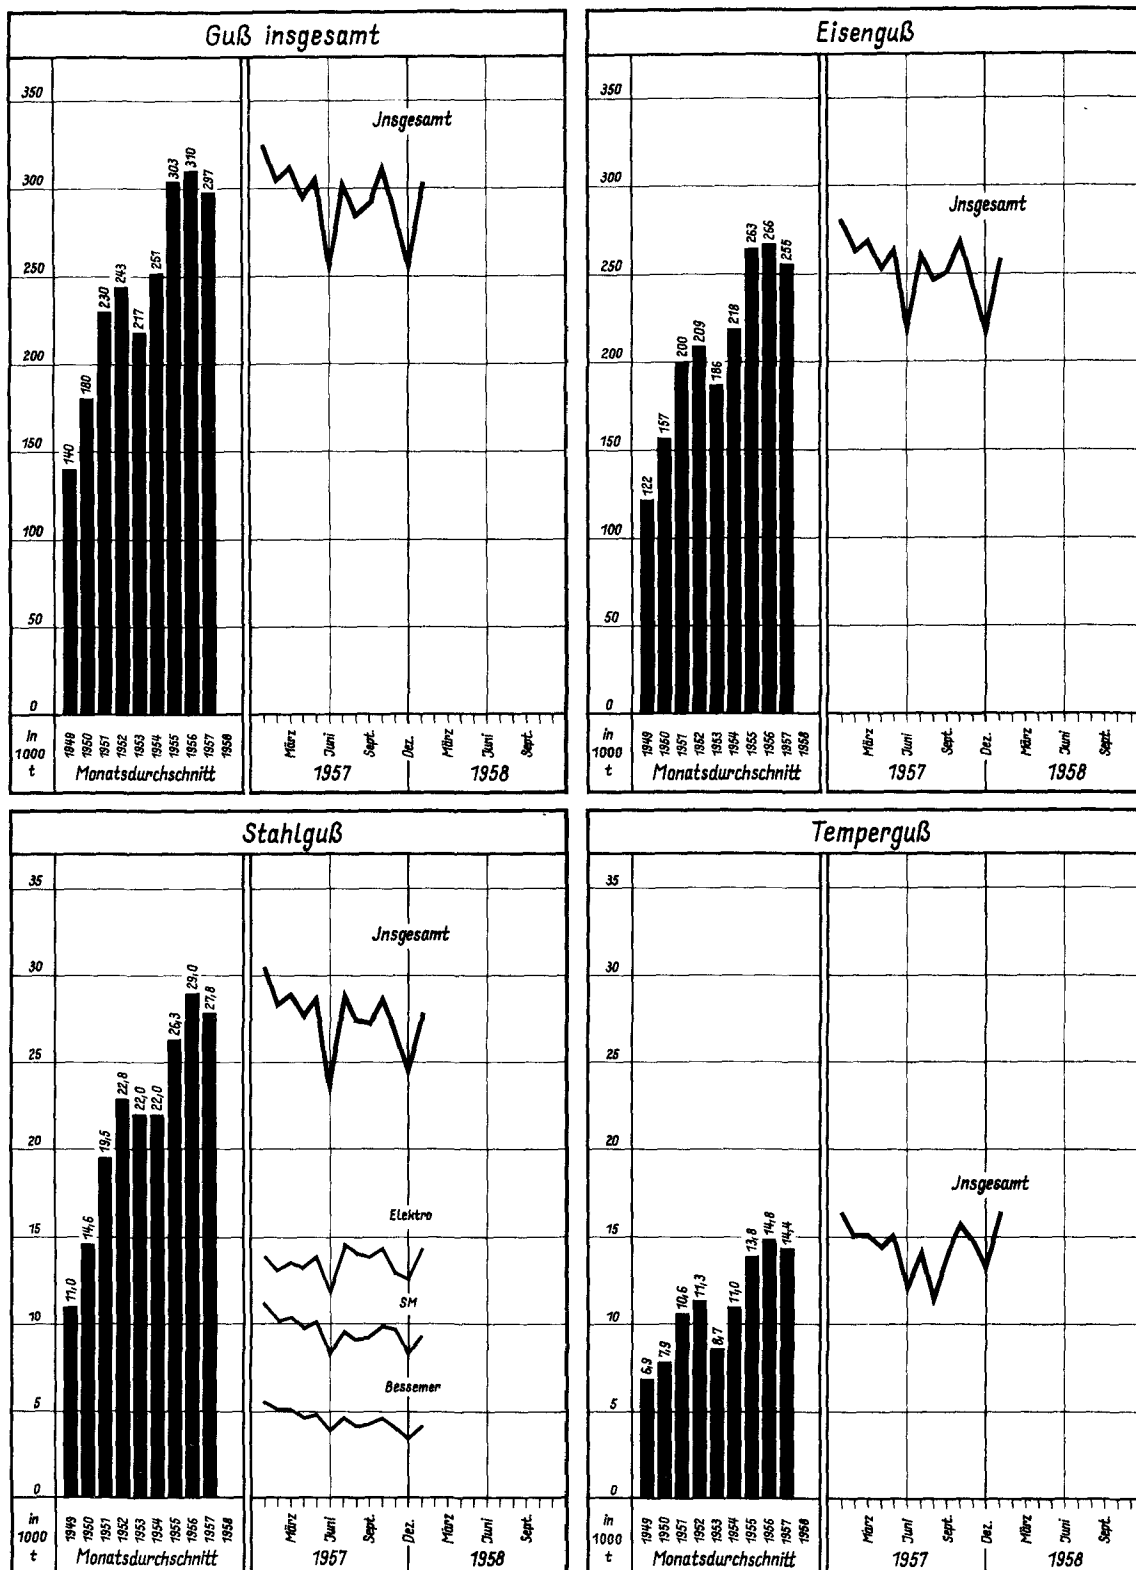 Guß insgesamt
350
300
250
200
150
100
50
0
in
1000
t
140
180
230
243
217
251
303
310
297
1949
1950
1951
1952
1953
1954
1955
1956
1957
1958
Monatsdurchschnitt
Jnsgesamt
März
Juni
Sept.
Dez.
März
Juni
Sept.
1957
1958
Eisenguß
350
300
250
200
150
100
50
0
in
1000
t
122
157
200
209
186
218
263
266
255
1949
1950
1951
1952
1953
1954
1955
1956
1957
1958
Monatsdurchschnitt
Jnsgesamt
März
Juni
Sept.
Dez.
März
Juni
Sept.
1957
1958
Stahlguß
35
30
25
20
15
10
5
0
in
1000
t
11,0
14,6
19,5
22,8
22,0
22,0
26,3
29,0
27,8
1949
1950
1951
1952
1953
1954
1955
1956
1957
1958
Monatsdurchschnitt
Jnsgesamt
Elektro
SM
Bessemer
März
Juni
Sept.
Dez.
März
Juni
Sept.
1957
1958
Temperguß
35
30
25
20
15
10
5
0
in
1000
t
6,9
7,9
10,6
11,3
8,7
11,0
13,8
14,8
14,4
1949
1950
1951
1952
1953
1954
1955
1956
1957
1958
Monatsdurchschnitt
Jnsgesamt
März
Juni
Sept.
Dez.
März
Juni
Sept.
1957
1958